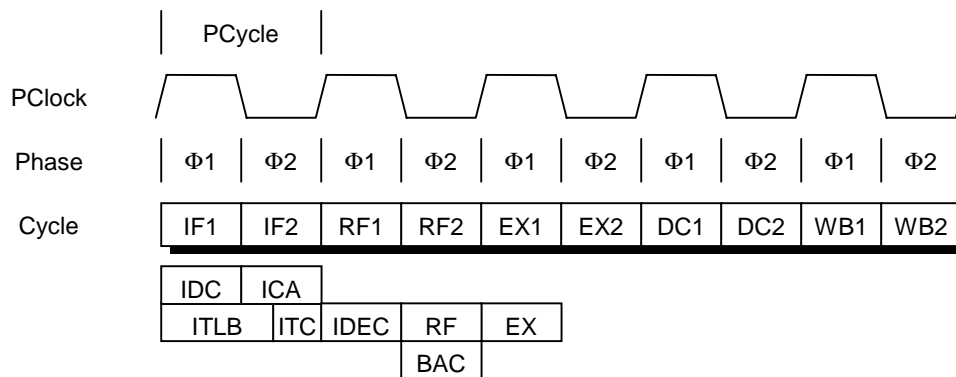 PCycle
PClock
Phase Φ1 Φ2 Φ1 Φ2 Φ1 Φ2 Φ1 Φ2 Φ1 Φ2
Cycle IF1 IF2 RF1 RF2 EX1 EX2 DC1 DC2 WB1 WB2
IDC ICA
ITLB ITC IDEC RF EX
BAC